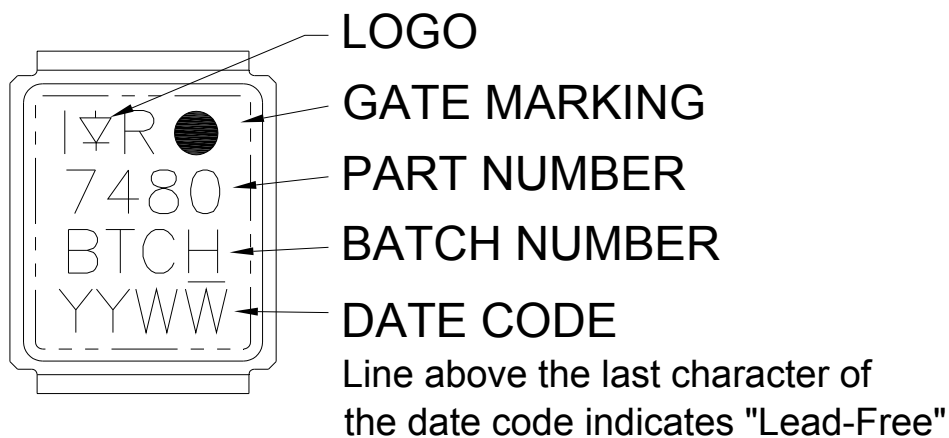 LOGO
I R
GATE MARKING
7480
PART NUMBER
BTCH
BATCH NUMBER
YYWW
DATE CODE
Line above the last character of
the date code indicates "Lead-Free"